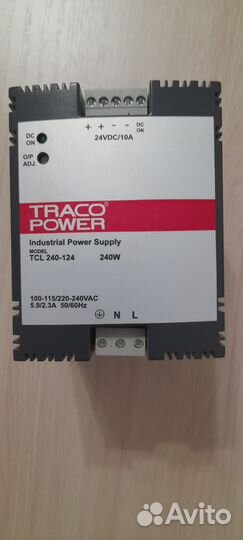 + + - - DC OK
DC ON
24VDC/10A
O/P ADJ.
TRACO
POWER
Industrial Power Supply
MODEL
TCL 240-124 240W
100-115/220-240VAC
5.9/2.3A 50/60Hz
N L
Avito